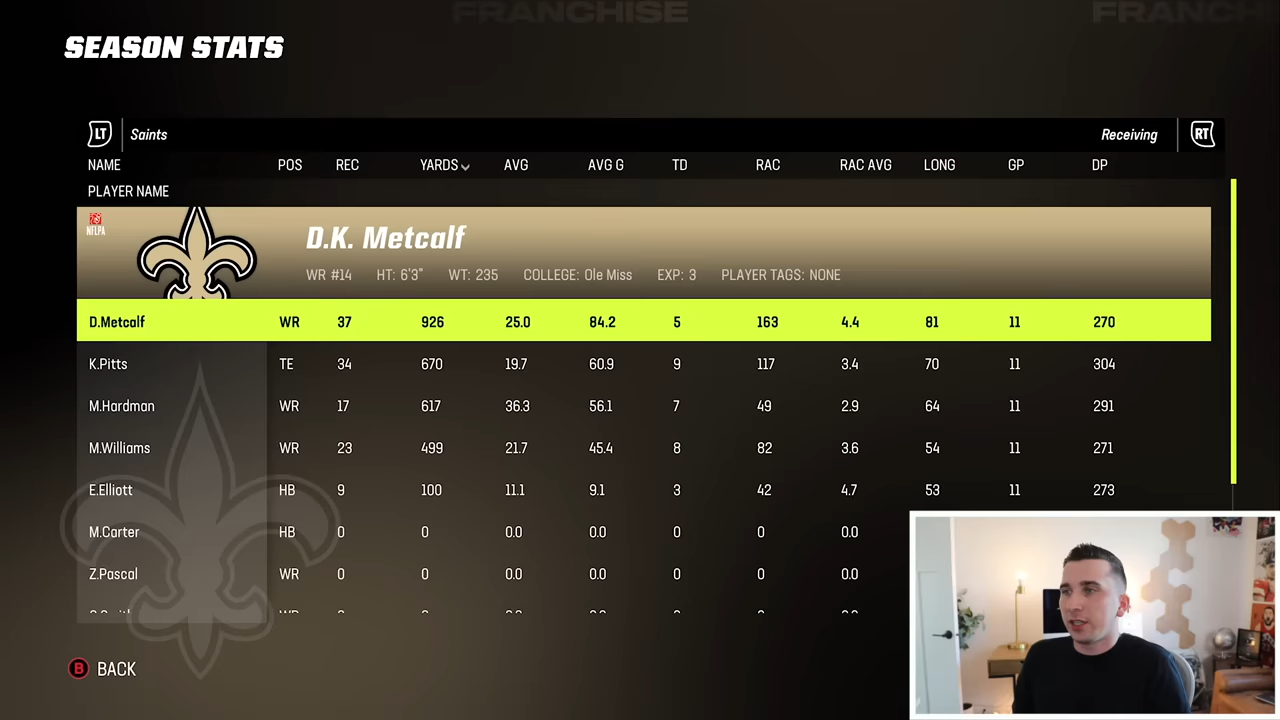 FRANCHISE
FRANCH
SEASON STATS
LT Saints Receiving RT
NAME POS REC YARDS AVG AVG G TD RAC RAC AVG LONG GP DP
PLAYER NAME
NFLPA
D.K. Metcalf
WR #14 HT: 6'3" WT: 235 COLLEGE: Ole Miss EXP: 3 PLAYER TAGS: NONE
D.Metcalf WR 37 926 25.0 84.2 5 163 4.4 81 11 270
K.Pitts TE 34 670 19.7 60.9 9 117 3.4 70 11 304
M.Hardman WR 17 617 36.3 56.1 7 49 2.9 64 11 291
M.Williams WR 23 499 21.7 45.4 8 82 3.6 54 11 271
E.Elliott HB 9 100 11.1 9.1 3 42 4.7 53 11 273
M.Carter HB 0 0 0.0 0.0 0 0 0.0
Z.Pascal WR 0 0 0.0 0.0 0 0 0.0
B BACK